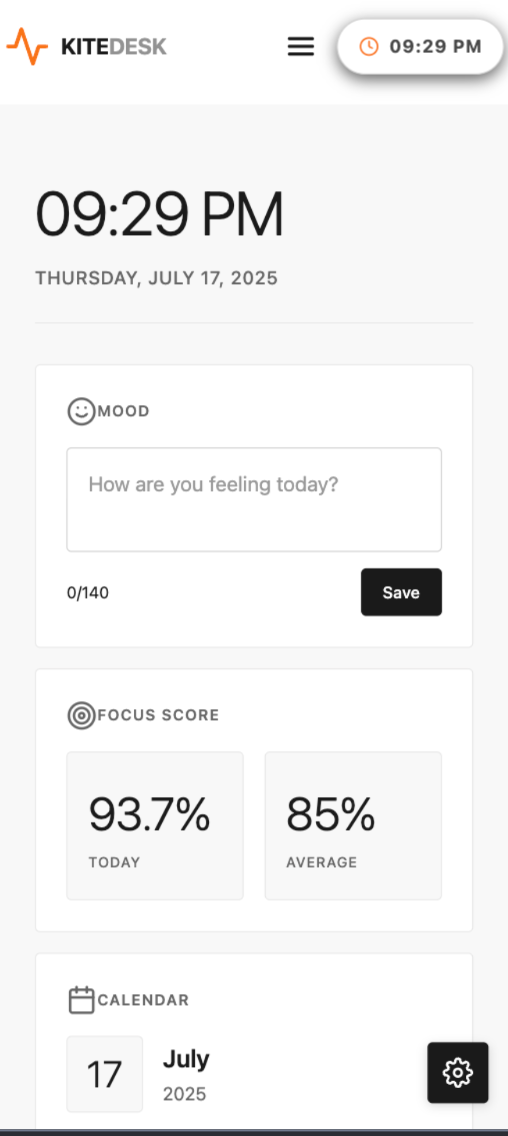 KITEDESK
09:29 PM
09:29 PM
THURSDAY, JULY 17, 2025
MOOD
How are you feeling today?
0/140
Save
FOCUS SCORE
93.7%
85%
TODAY
AVERAGE
CALENDAR
17
July
2025